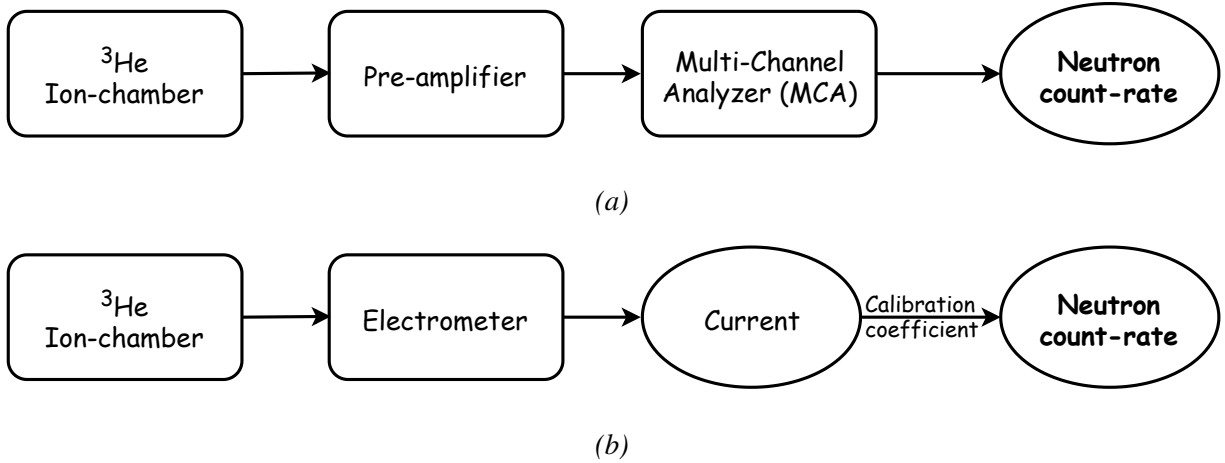 ³He
Ion-chamber
Pre-amplifier
Multi-Channel
Analyzer (MCA)
Neutron
count-rate
(a)
³He
Ion-chamber
Electrometer
Current
Calibration
coefficient
Neutron
count-rate
(b)